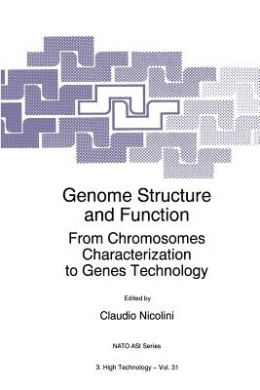 Genome Structure
and Function
From Chromosomes
Characterization
to Genes Technology
Edited by
Claudio Nicolini
NATO ASI Series
3. High Technology – Vol. 31